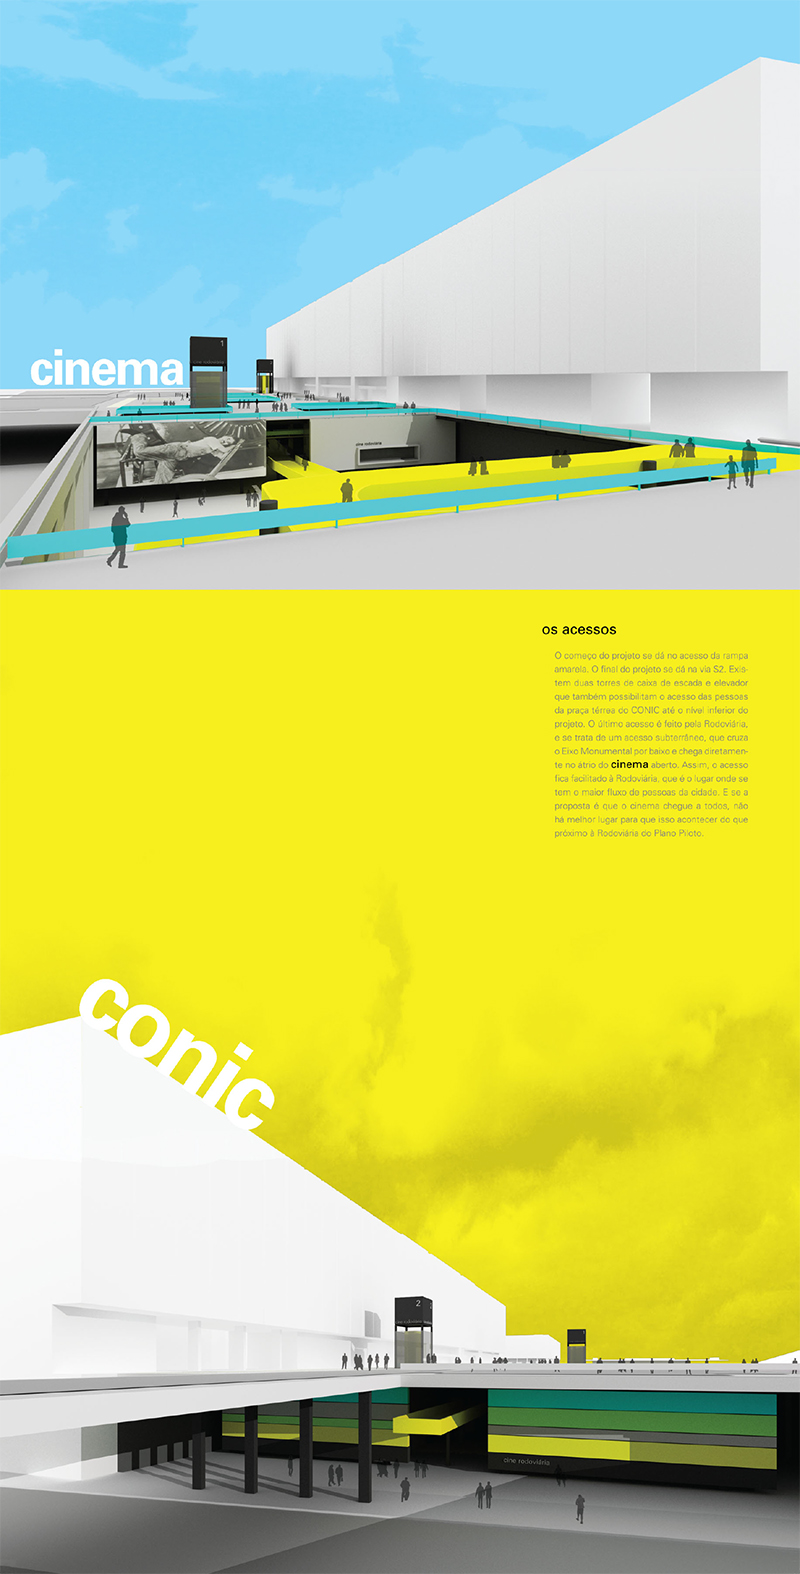 1
cinema
cine rodoviária
os acessos
O começo do projeto se dá no acesso da rampa
amarela. O final do projeto se dá na via S2. Exis-
tem duas torres de caixa de escada e elevador
que também possibilitam o acesso das pessoas
da praça térrea do CONIC até o nível inferior do
projeto. O último acesso é feito pela Rodoviária,
e se trata de um acesso subterrâneo, que cruza
o Eixo Monumental por baixo e chega diretamen-
te no átrio do cinema aberto. Assim, o acesso
fica facilitado à Rodoviária, que é o lugar onde se
tem o maior fluxo de pessoas da cidade. E se a
proposta é que o cinema chegue a todos, não
há melhor lugar para que isso acontecer do que
próximo à Rodoviária do Plano Piloto.
conic
2
cine rodoviária